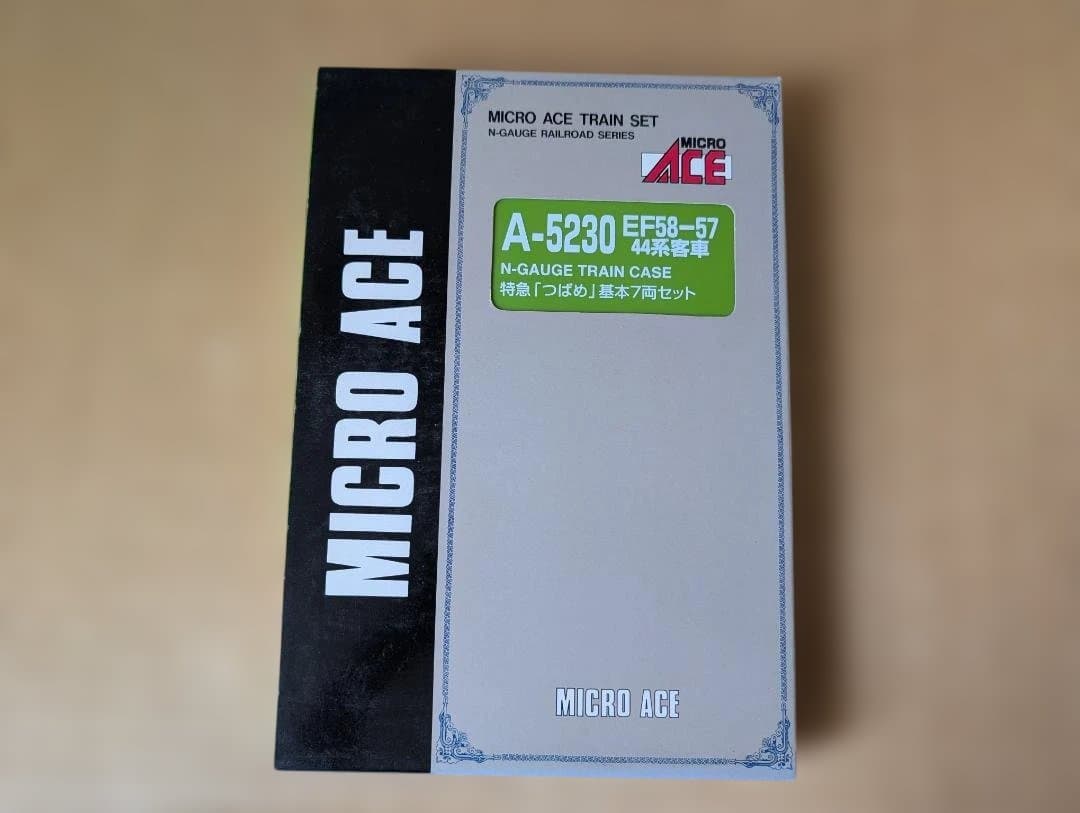 MICRO ACE
MICRO ACE TRAIN SET
N-GAUGE RAILROAD SERIES
MICRO
ACE
A-5230 EF58-57
44系客車
N-GAUGE TRAIN CASE
特急「つばめ」基本7両セット
MICRO ACE